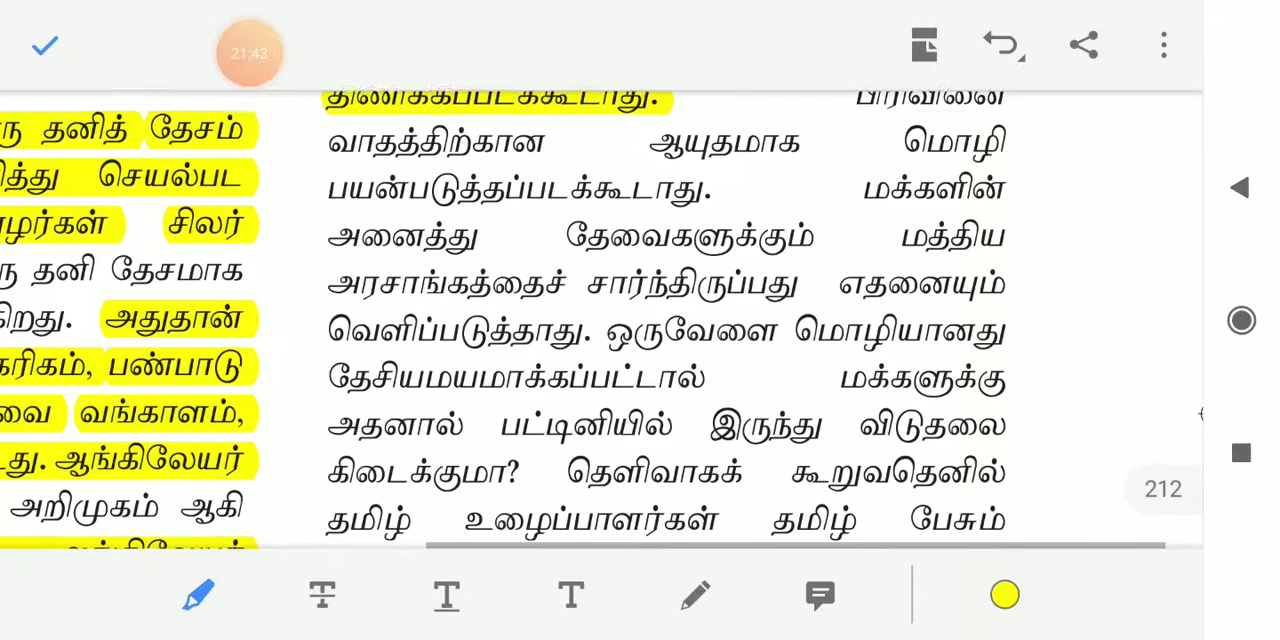 21:43
ரு தனித் தேசம்
ித்து செயல்பட
ழர்கள் சிலர்
ரு தனி தேசமாக
கிறது. அதுதான்
கரிகம், பண்பாடு
வை வங்காளம்,
டது. ஆங்கிலேயர்
அறிமுகம் ஆகி
திணிக்கப்படக்கூடாது. பிரிவினை
வாதத்திற்கான ஆயுதமாக மொழி
பயன்படுத்தப்படக்கூடாது. மக்களின்
அனைத்து தேவைகளுக்கும் மத்திய
அரசாங்கத்தைச் சார்ந்திருப்பது எதனையும்
வெளிப்படுத்தாது. ஒருவேளை மொழியானது
தேசியமயமாக்கப்பட்டால் மக்களுக்கு
அதனால் பட்டினியில் இருந்து விடுதலை
கிடைக்குமா? தெளிவாகக் கூறுவதெனில்
தமிழ் உழைப்பாளர்கள் தமிழ் பேசும்
212